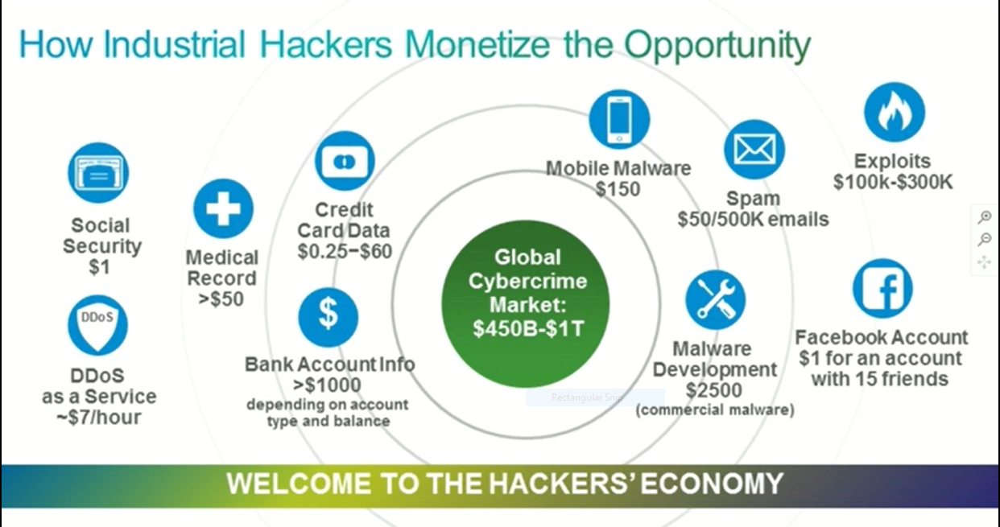 How Industrial Hackers Monetize the Opportunity
Social
Security
$1
Medical
Record
>$50
Credit
Card Data
$0.25–$60
Mobile Malware
$150
Spam
$50/500K emails
Exploits
$100k-$300K
DDoS
DDoS
as a Service
~$7/hour
Bank Account Info
>$1000
depending on account
type and balance
Global
Cybercrime
Market:
$450B-$1T
Rectangular Snip
Malware
Development
$2500
(commercial malware)
Facebook Account
$1 for an account
with 15 friends
WELCOME TO THE HACKERS’ ECONOMY